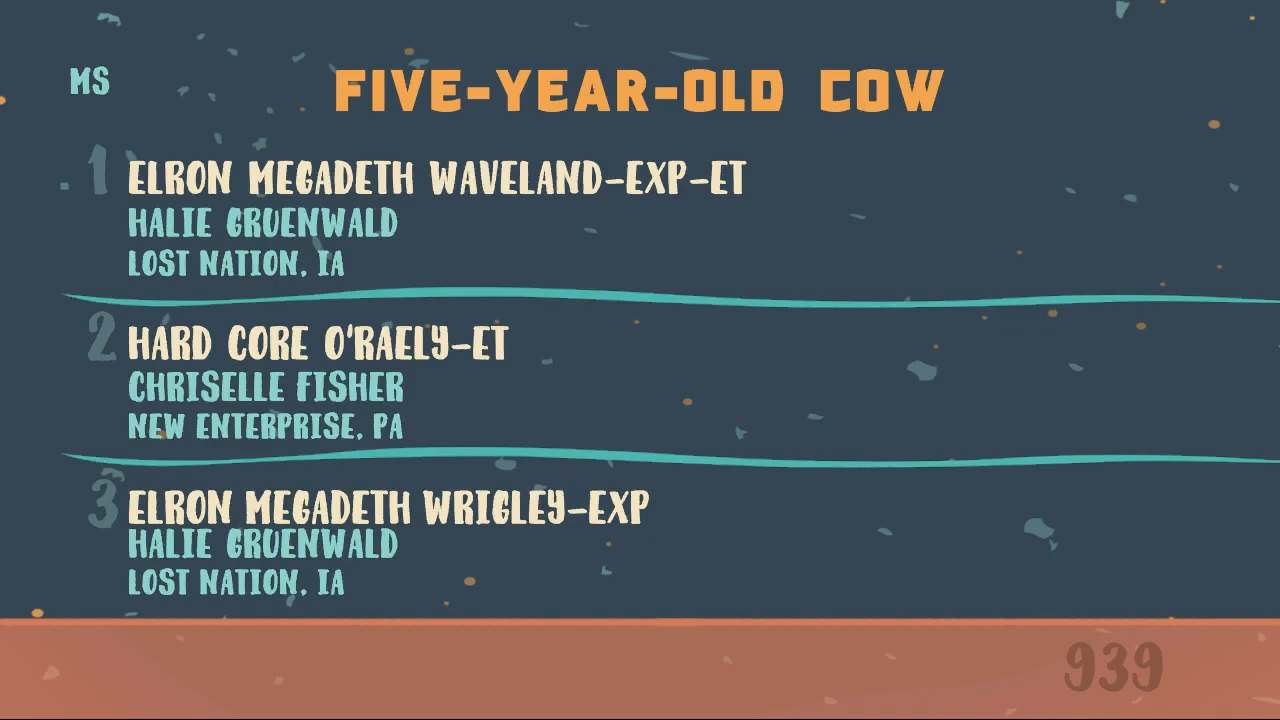 MS
FIVE-YEAR-OLD COW
1 ELRON MEGADETH WAVELAND-EXP-ET
HALIE GRUENWALD
LOST NATION, IA
2 HARD CORE O'RAELY-ET
CHRISELLE FISHER
NEW ENTERPRISE, PA
3 ELRON MEGADETH WRIGLEY-EXP
HALIE GRUENWALD
LOST NATION, IA
939